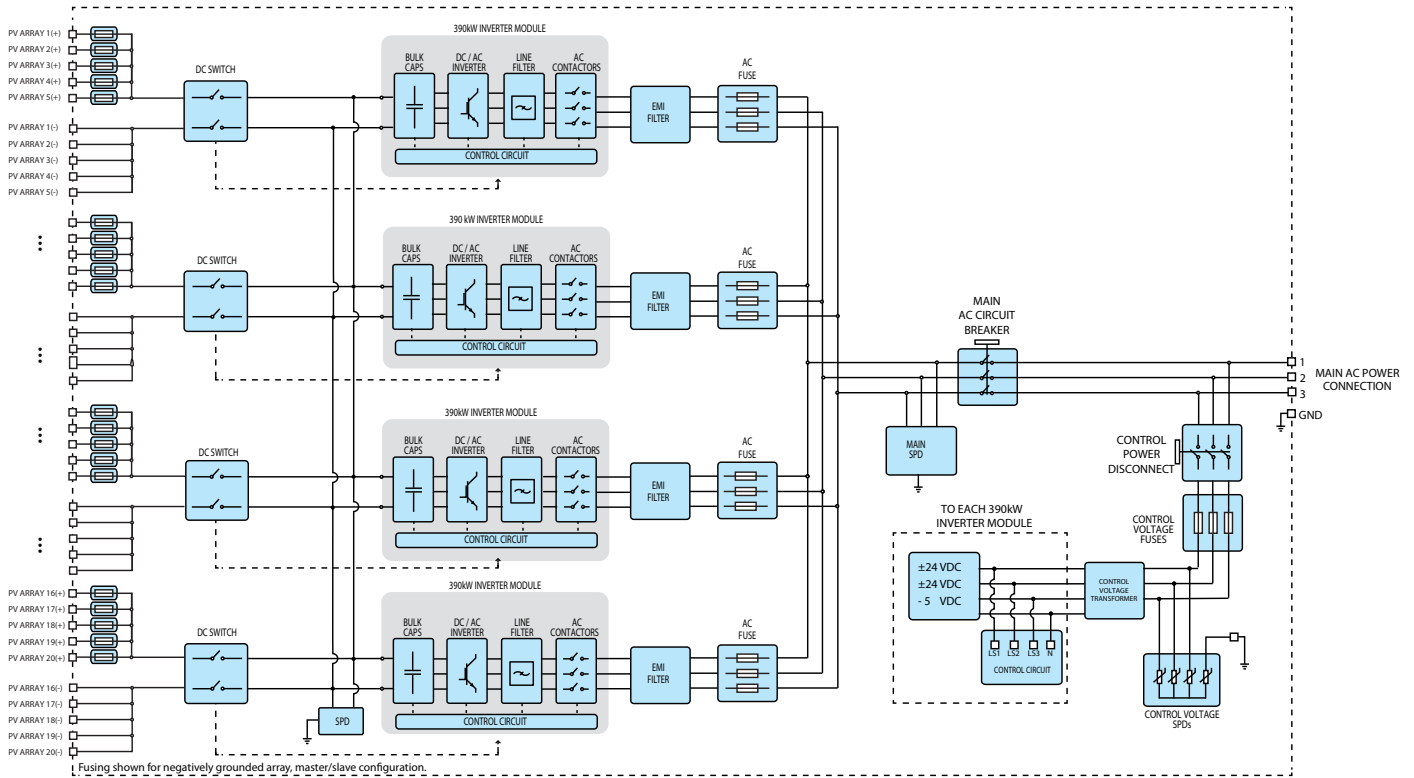 PV ARRAY 1(+)
PV ARRAY 2(+)
PV ARRAY 3(+)
PV ARRAY 4(+)
PV ARRAY 5(+)
PV ARRAY 1(-)
PV ARRAY 2(-)
PV ARRAY 3(-)
PV ARRAY 4(-)
PV ARRAY 5(-)
DC SWITCH
390kW INVERTER MODULE
BULK
CAPS
DC / AC
INVERTER
LINE
FILTER
AC
CONTACTORS
CONTROL CIRCUIT
EMI
FILTER
AC
FUSE
DC SWITCH
390 kW INVERTER MODULE
BULK
CAPS
DC / AC
INVERTER
LINE
FILTER
AC
CONTACTORS
CONTROL CIRCUIT
EMI
FILTER
AC
FUSE
DC SWITCH
390kW INVERTER MODULE
BULK
CAPS
DC / AC
INVERTER
LINE
FILTER
AC
CONTACTORS
CONTROL CIRCUIT
EMI
FILTER
AC
FUSE
PV ARRAY 16(+)
PV ARRAY 17(+)
PV ARRAY 18(+)
PV ARRAY 19(+)
PV ARRAY 20(+)
PV ARRAY 16(-)
PV ARRAY 17(-)
PV ARRAY 18(-)
PV ARRAY 19(-)
PV ARRAY 20(-)
DC SWITCH
SPD
390kW INVERTER MODULE
BULK
CAPS
DC / AC
INVERTER
LINE
FILTER
AC
CONTACTORS
CONTROL CIRCUIT
EMI
FILTER
AC
FUSE
MAIN
AC CIRCUIT
BREAKER
1
2
3
GND
MAIN AC POWER
CONNECTION
MAIN
SPD
CONTROL
POWER
DISCONNECT
CONTROL
VOLTAGE
FUSES
TO EACH 390kW
INVERTER MODULE
±24 VDC
±24 VDC
- 5 VDC
CONTROL
VOLTAGE
TRANSFORMER
LS1 LS2 LS3 N
CONTROL CIRCUIT
CONTROL VOLTAGE
SPDs
Fusing shown for negatively grounded array, master/slave configuration.